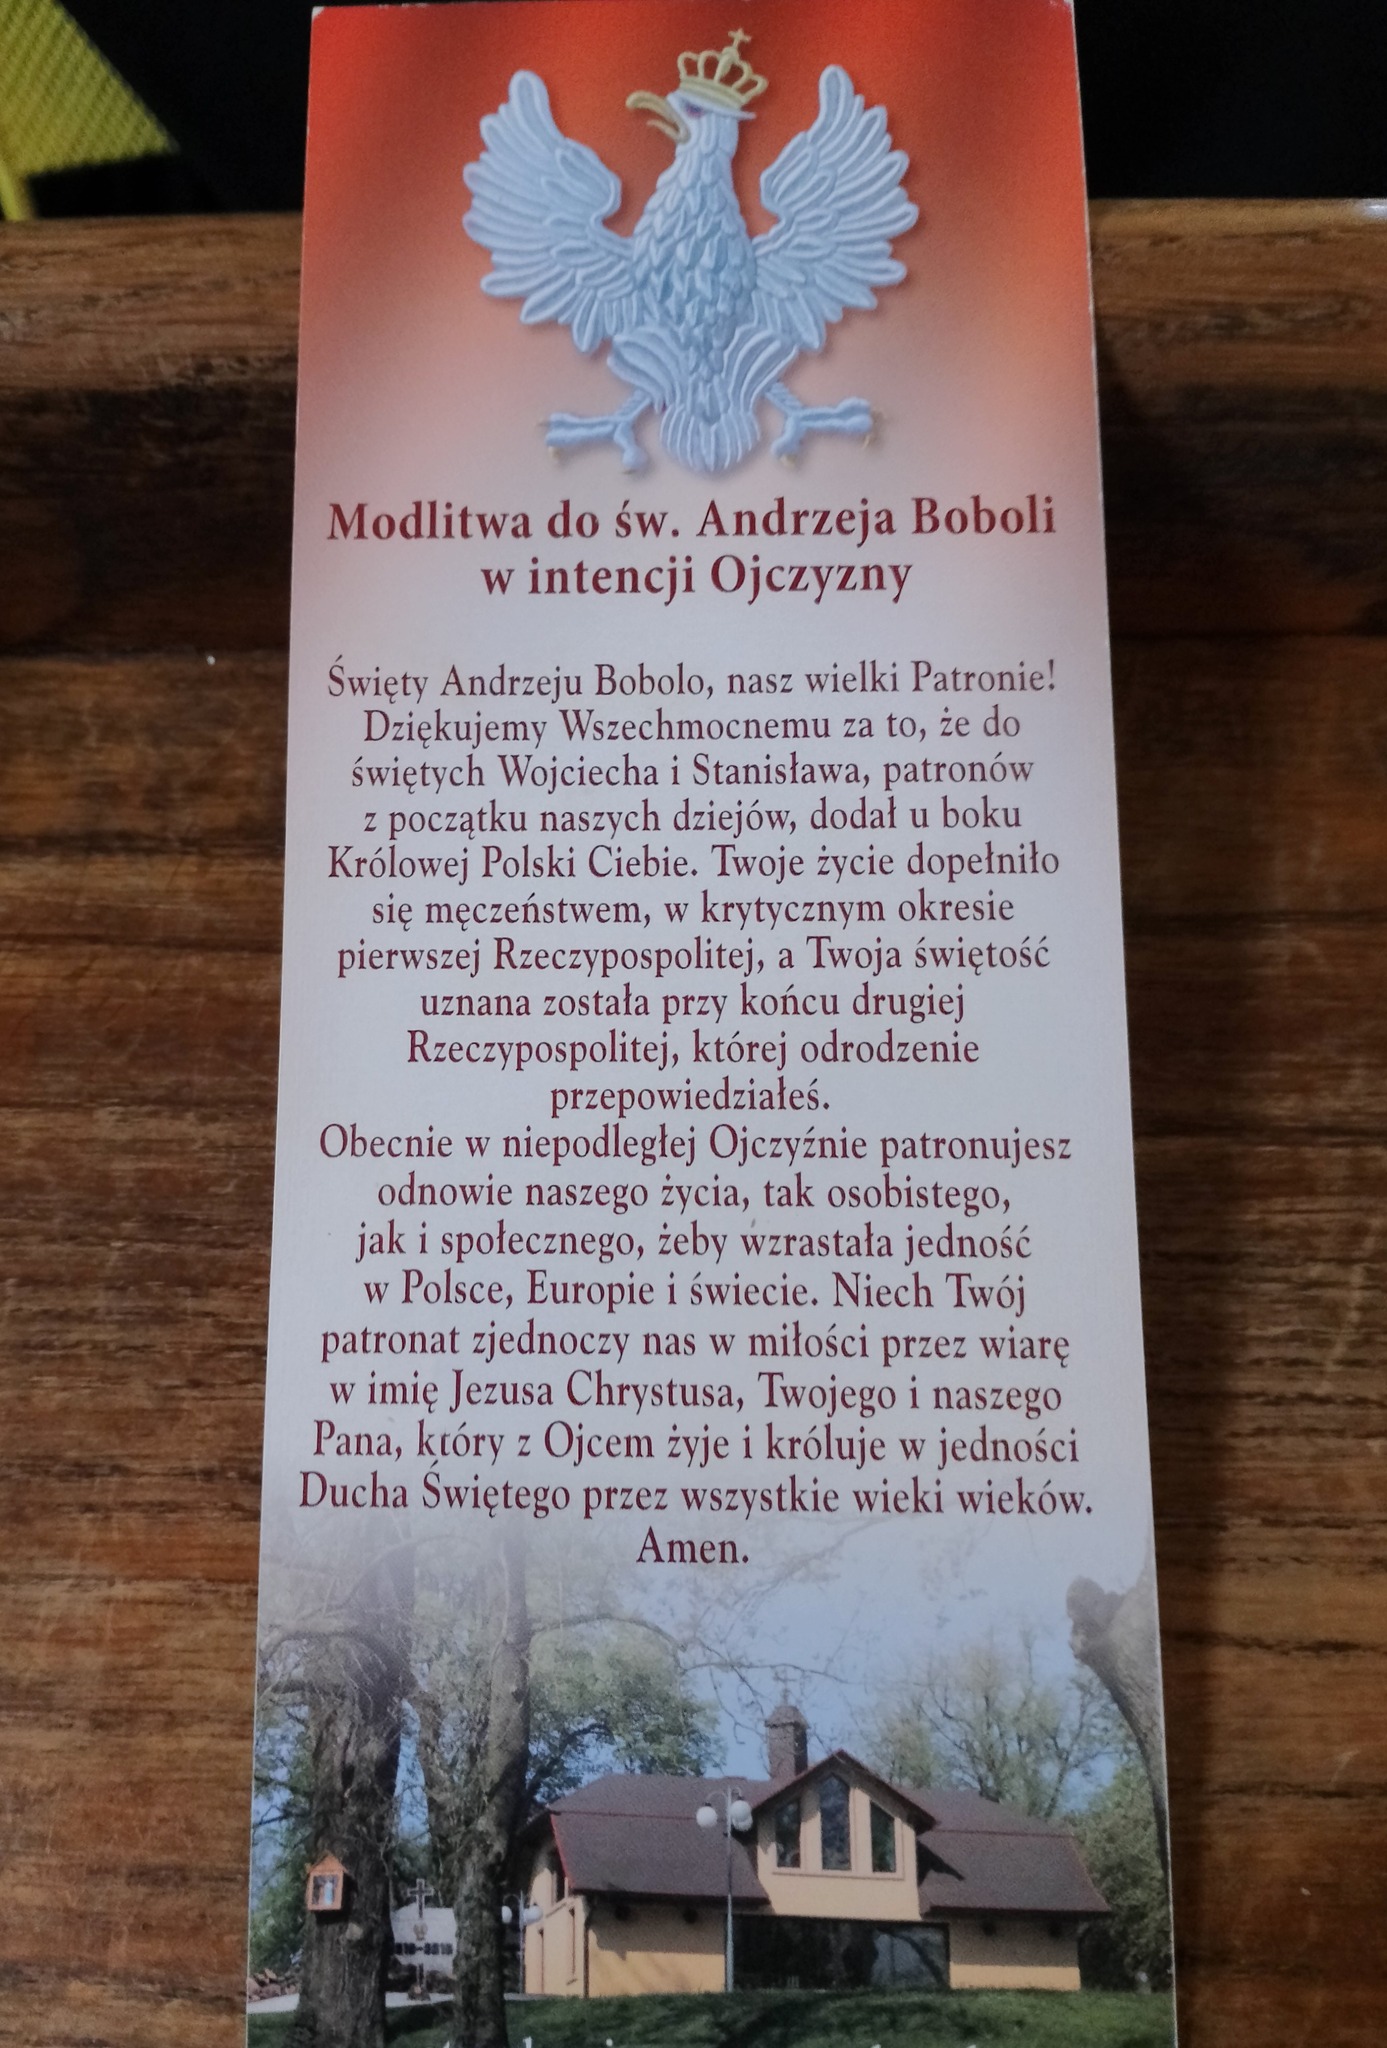 Modlitwa do św. Andrzeja Boboli
w intencji Ojczyzny
Święty Andrzeju Bobolo, nasz wielki Patronie!
Dziękujemy Wszechmocnemu za to, że do
świętych Wojciecha i Stanisława, patronów
z początku naszych dziejów, dodał u boku
Królowej Polski Ciebie. Twoje życie dopełniło
się męczeństwem, w krytycznym okresie
pierwszej Rzeczypospolitej, a Twoja świętość
uznana została przy końcu drugiej
Rzeczypospolitej, której odrodzenie
przepowiedziałeś.
Obecnie w niepodległej Ojczyźnie patronujesz
odnowie naszego życia, tak osobistego,
jak i społecznego, żeby wzrastała jedność
w Polsce, Europie i świecie. Niech Twój
patronat zjednoczy nas w miłości przez wiarę
w imię Jezusa Chrystusa, Twojego i naszego
Pana, który z Ojcem żyje i króluje w jedności
Ducha Świętego przez wszystkie wieki wieków.
Amen.